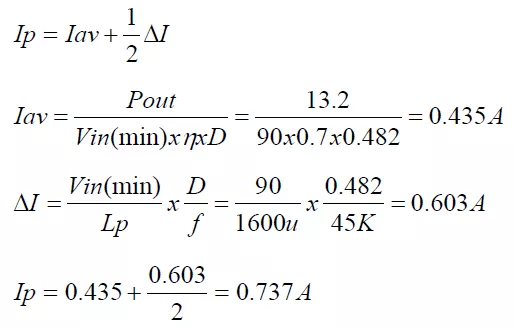 Ip = Iav + 1/2 ΔI
Iav = Pout / Vin(min)xηxD = 13.2 / 90x0.7x0.482 = 0.435A
ΔI = Vin(min) / Lp x D / f = 90 / 1600u x 0.482 / 45K = 0.603A
Ip = 0.435 + 0.603 / 2 = 0.737A